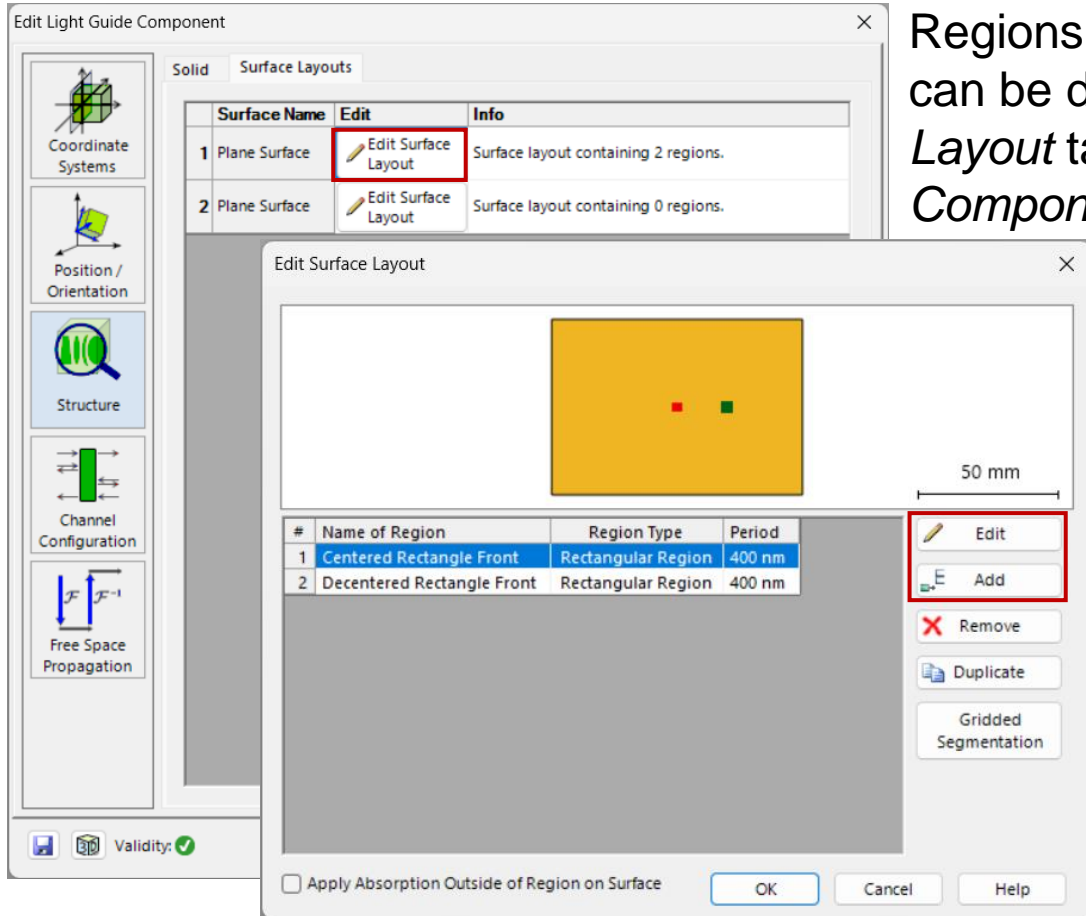 Edit Light Guide Component
Regions
can be d
Layout ta
Compon
Coordinate
Systems
Position /
Orientation
Structure
Channel
Configuration
F F-1
Free Space
Propagation
Solid Surface Layouts
Surface Name Edit Info
1 Plane Surface Edit Surface
Layout Surface layout containing 2 regions.
2 Plane Surface Edit Surface
Layout Surface layout containing 0 regions.
Validity:
Edit Surface Layout
50 mm
# Name of Region Region Type Period
1 Centered Rectangle Front Rectangular Region 400 nm
2 Decentered Rectangle Front Rectangular Region 400 nm
Edit
Add
Remove
Duplicate
Gridded
Segmentation
Apply Absorption Outside of Region on Surface
OK Cancel Help